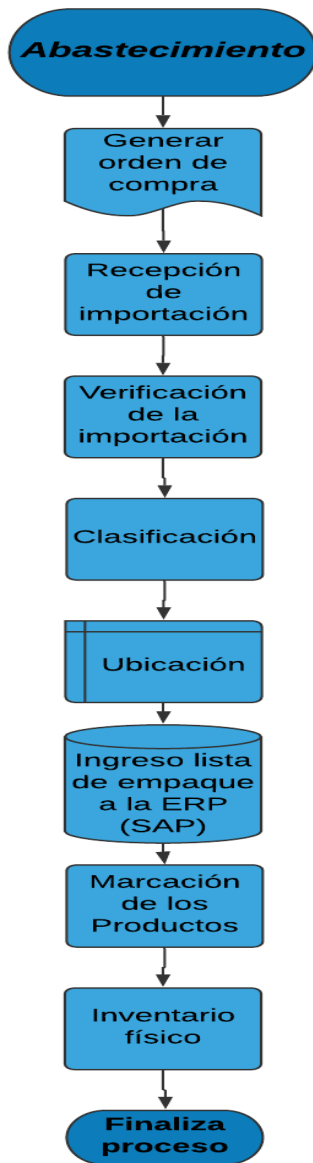 Abastecimiento
Generar
orden de
compra
Recepción
de
importación
Verificación
de la
importación
Clasificación
Ubicación
Ingreso lista
de empaque
a la ERP
(SAP)
Marcación
de los
Productos
Inventario
físico
Finaliza
proceso